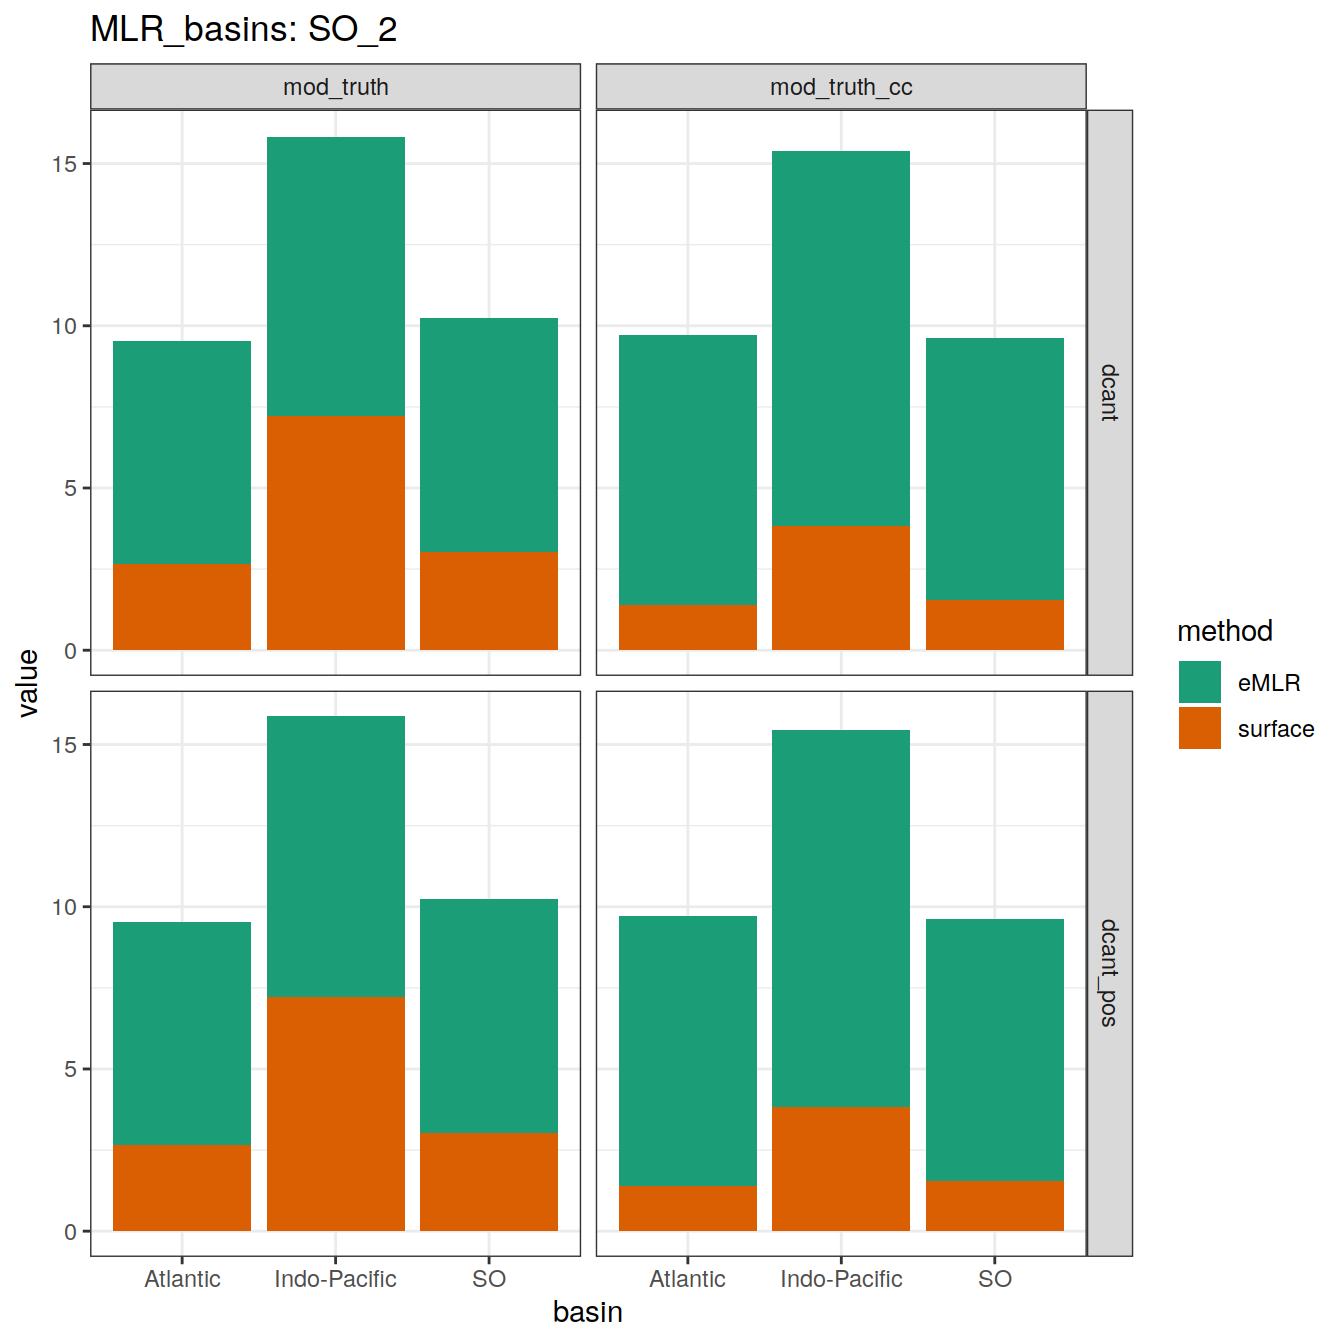 MLR_basins: SO_2
mod_truth
mod_truth_cc
15
10
5
0
dcant
15
10
5
0
dcant_pos
value
Atlantic
Indo-Pacific
SO
Atlantic
Indo-Pacific
SO
basin
method
eMLR
surface